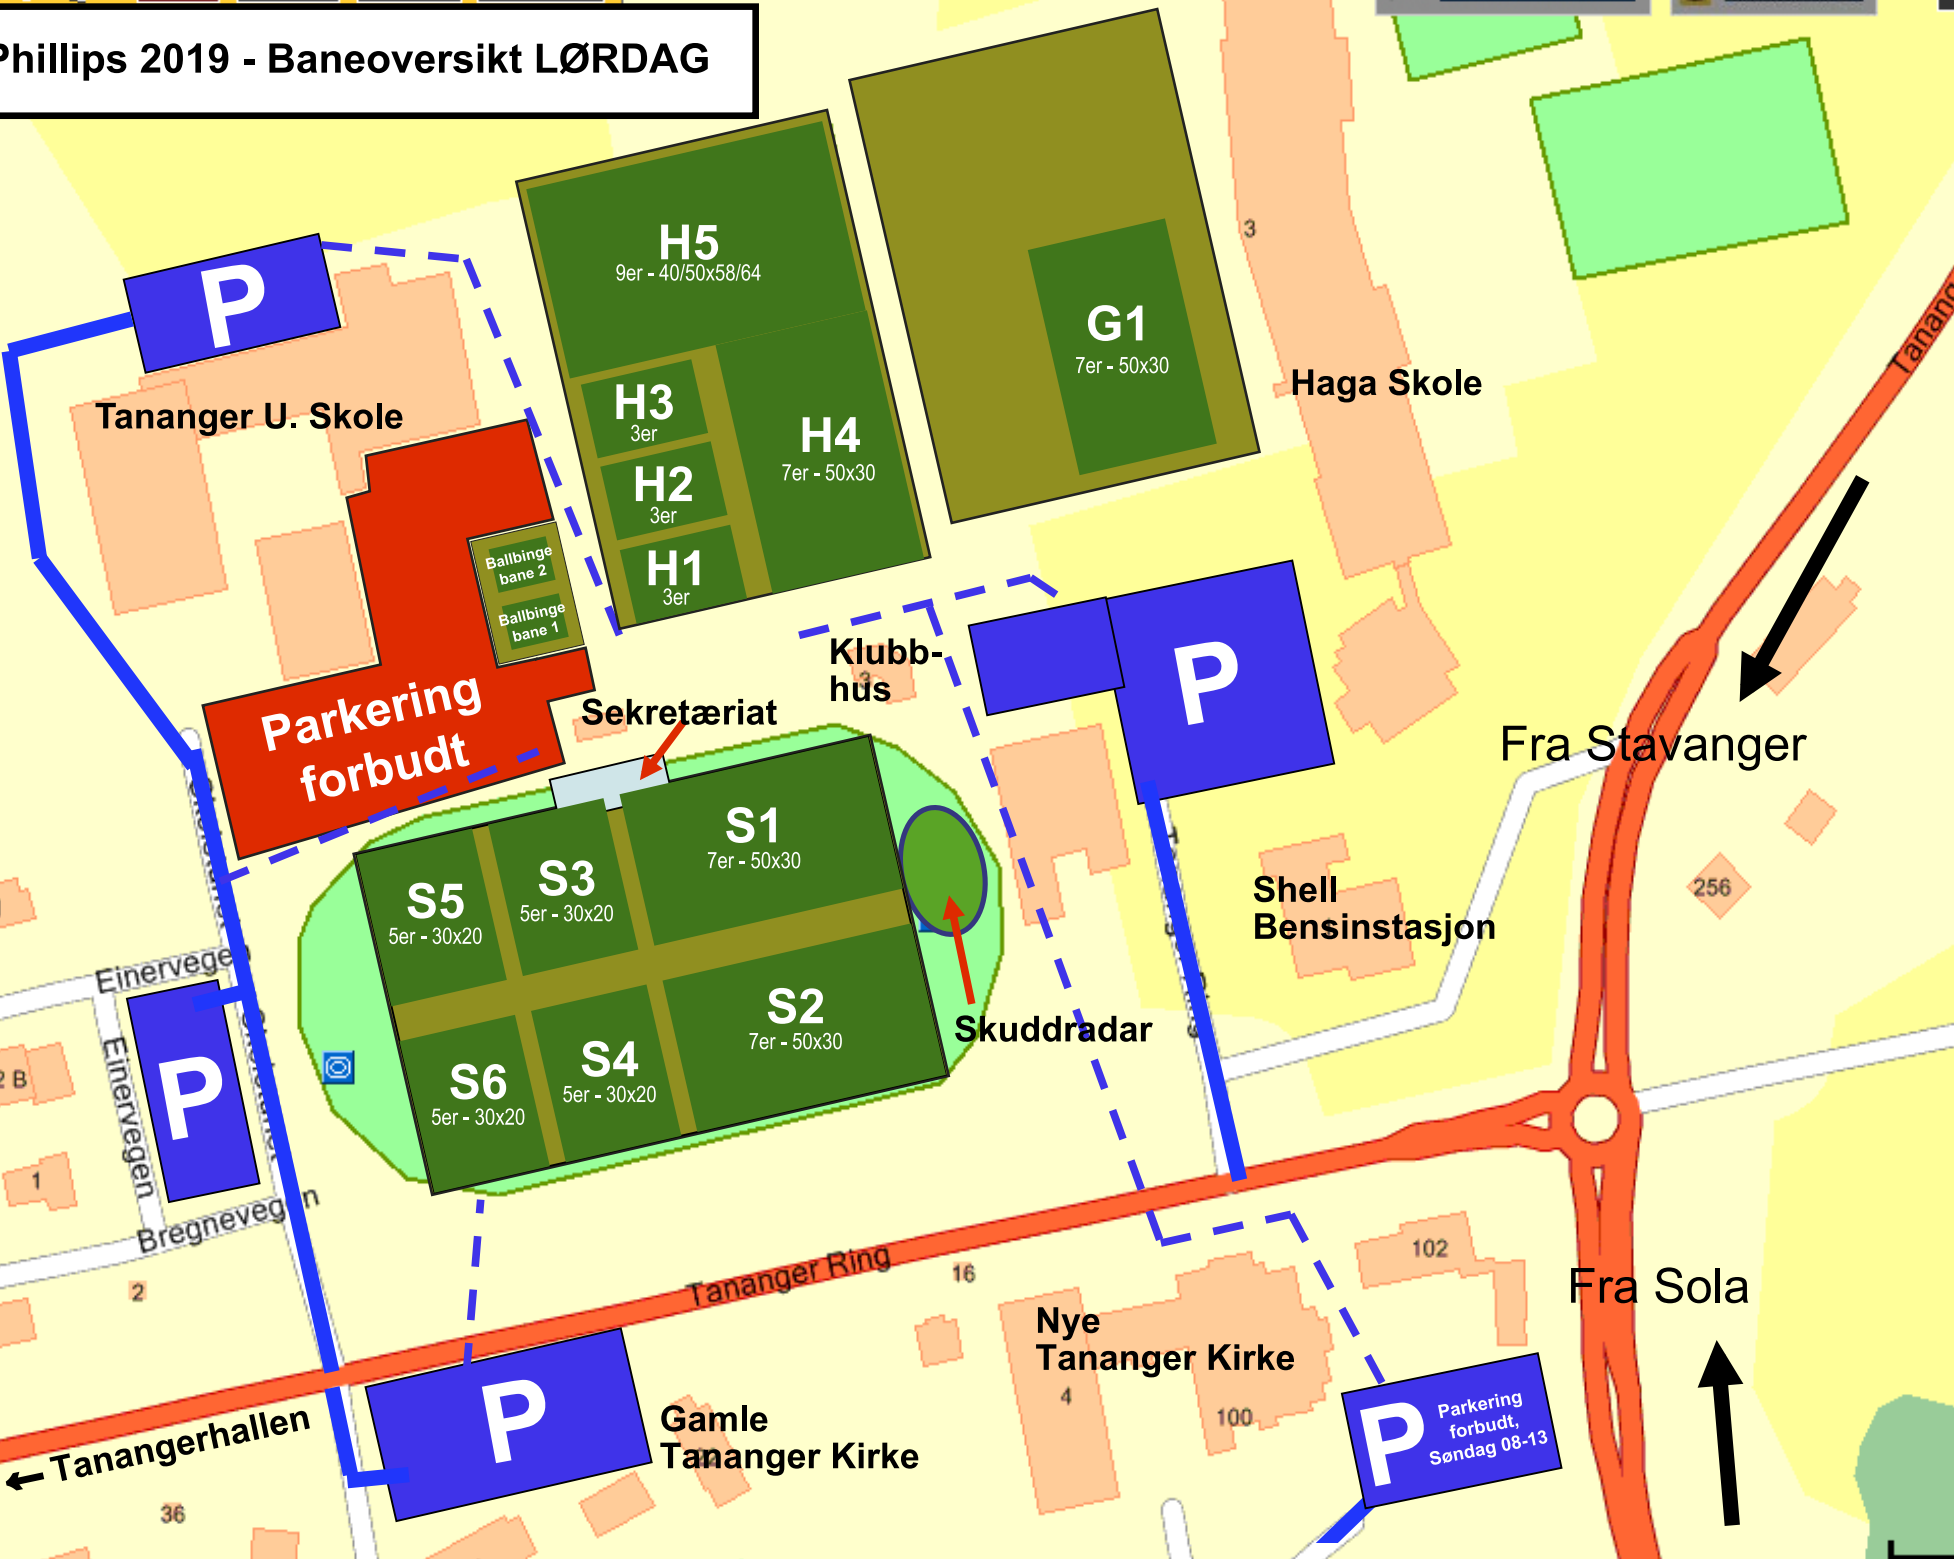 Phillips 2019 - Baneoversikt LØRDAG
H5
9er - 40/50x58/64
G1
7er - 50x30
3
P
Haga Skole
Tananger U. Skole
H3
3er
H4
7er - 50x30
H2
3er
H1
3er
Ballbinge
bane 2
Ballbinge
bane 1
Klubb-
hus
3
P
Parkering
forbudt
Sekretæriat
Fra Stavanger
S1
7er - 50x30
S3
5er - 30x20
S5
5er - 30x20
Shell
Bensinstasjon
256
Einervegen
S2
7er - 50x30
Skuddradar
S4
5er - 30x20
S6
5er - 30x20
2 B
P
Einervegen
1
Bregnevegen
2
Tananger Ring
16
102
Fra Sola
Nye
Tananger Kirke
4
100
P
Parkering
forbudt,
Søndag 08-13
P
Gamle
Tananger Kirke
← Tanangerhallen
36